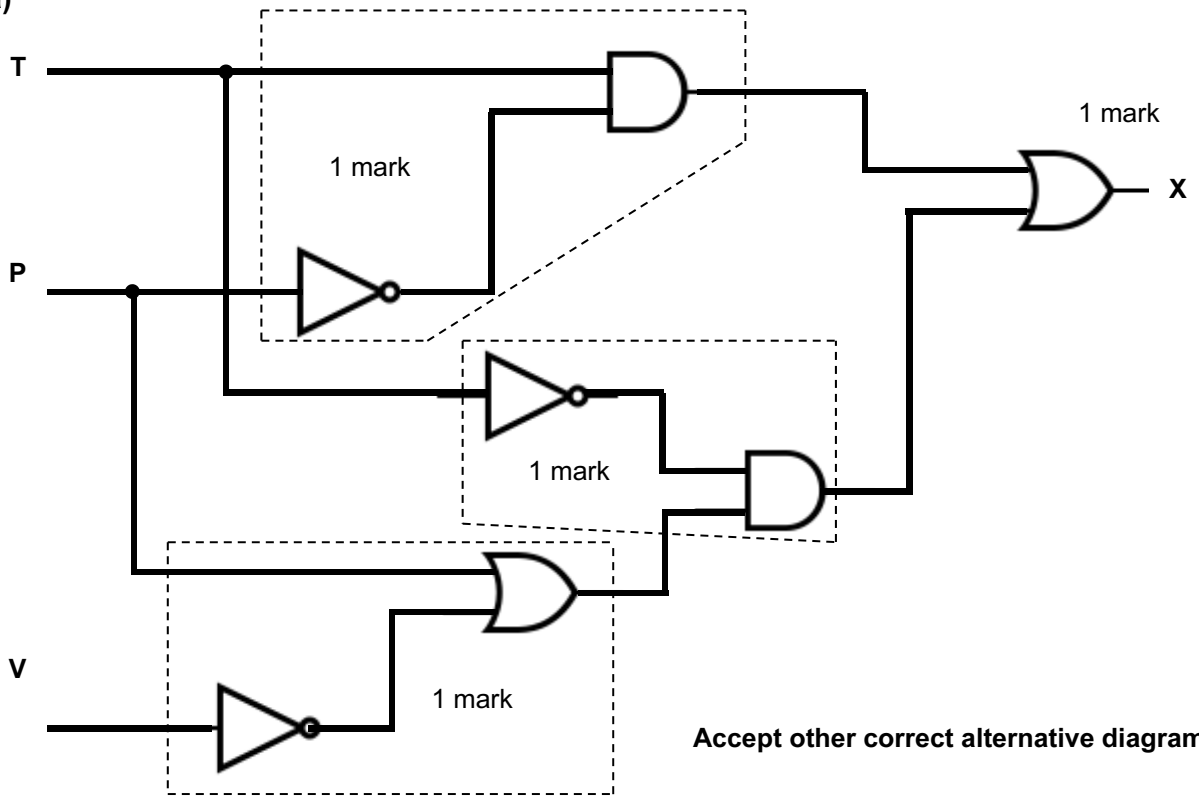 T
1 mark
1 mark
X
P
1 mark
V
1 mark
Accept other correct alternative diagram